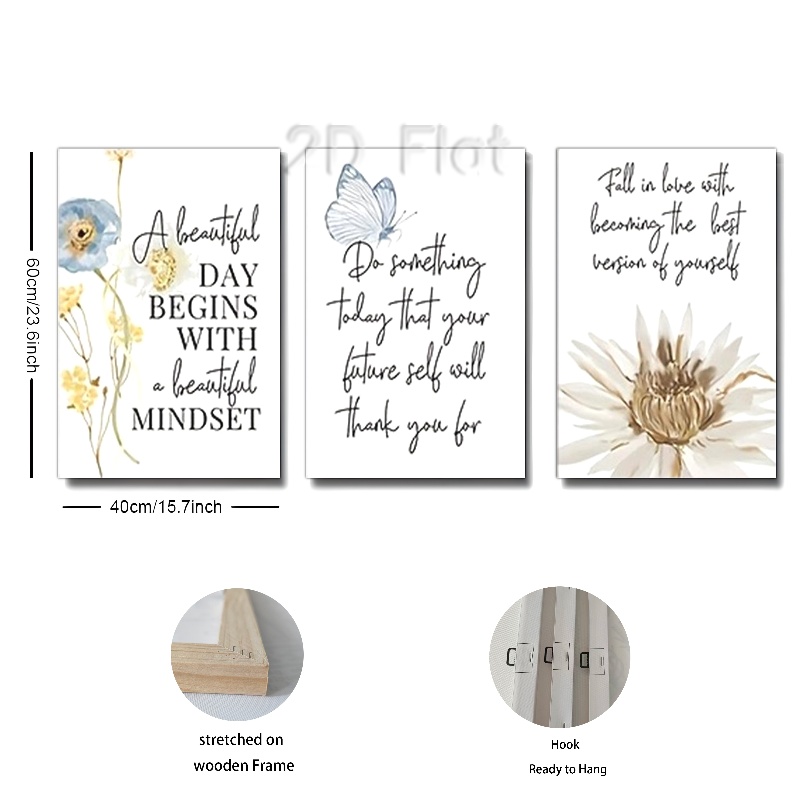 2D Flat
A beautiful
DAY
BEGINS
WITH
a beautiful
MINDSET
Do something
today that your
future self will
thank you for
Fall in love with
becoming the best
version of yourself
60cm/23.6inch
40cm/15.7inch
stretched on
wooden Frame
Hook
Ready to Hang